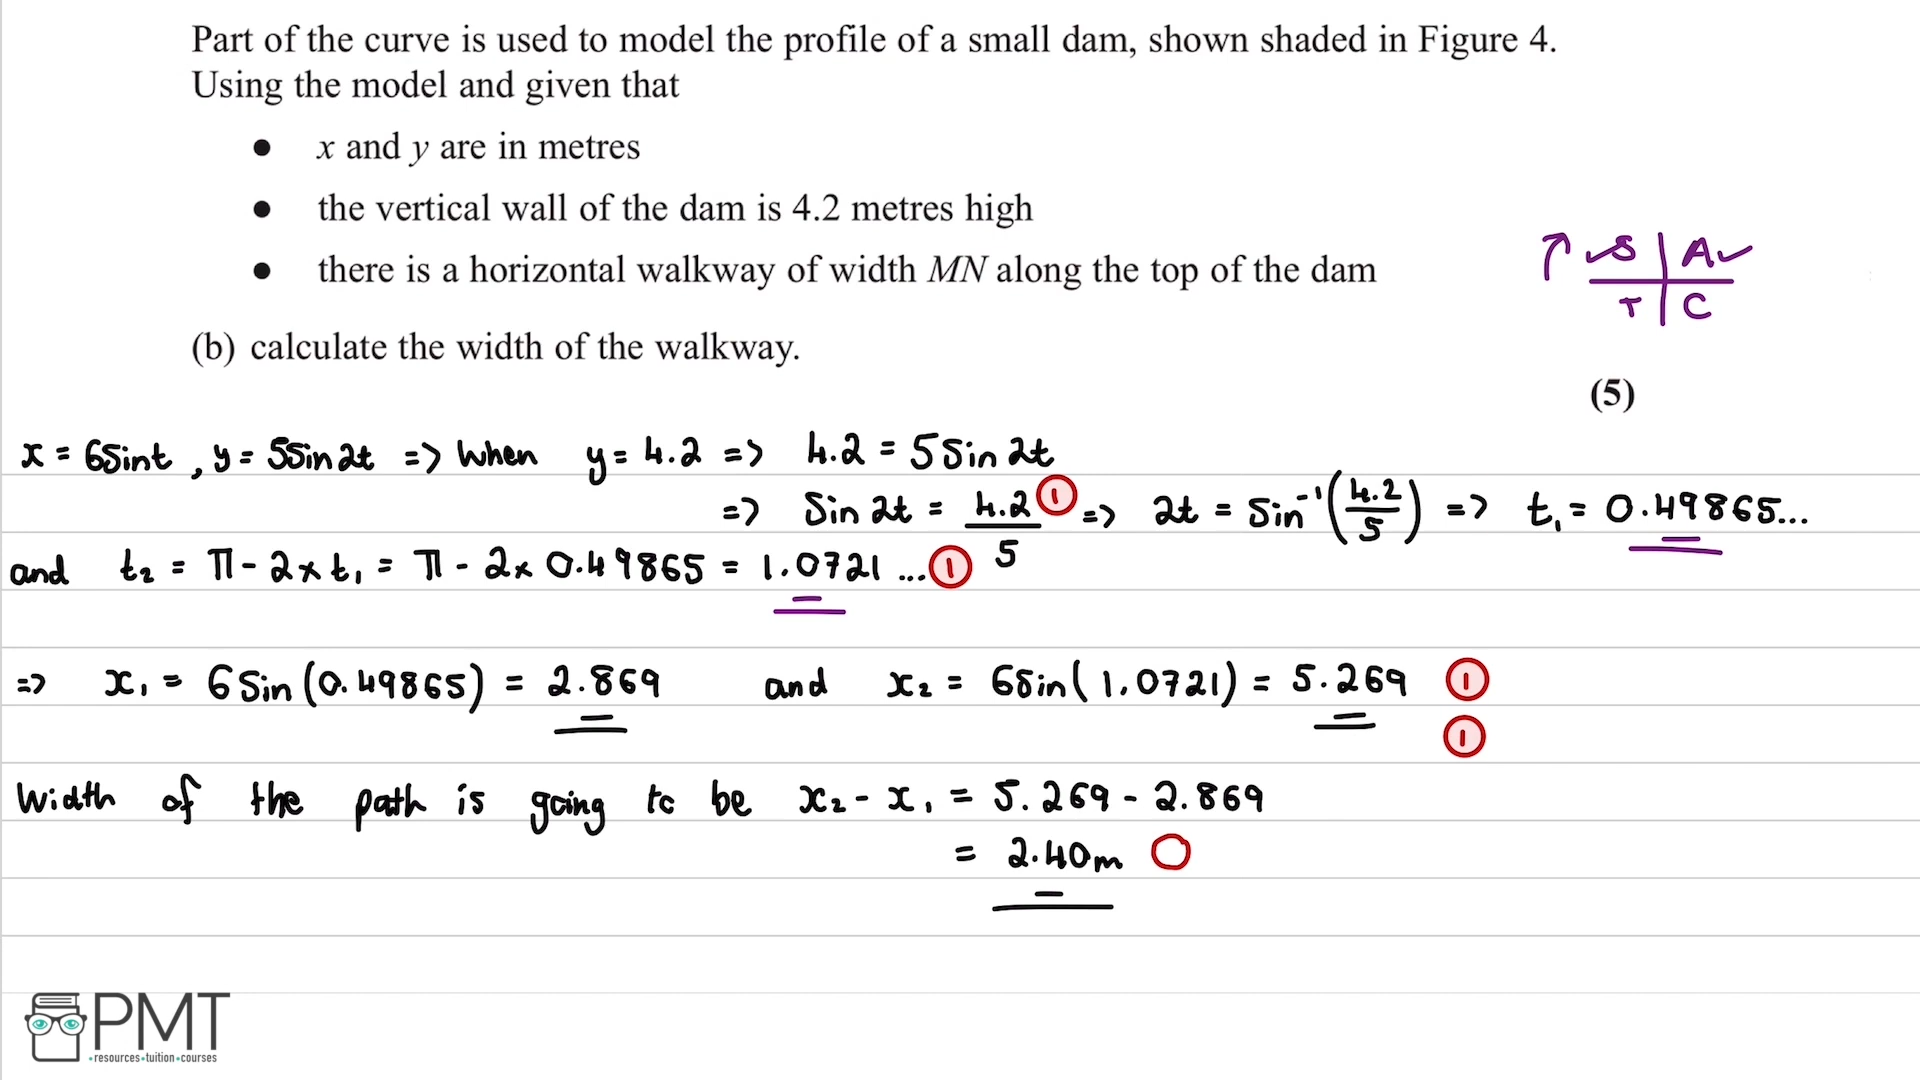 Part of the curve is used to model the profile of a small dam, shown shaded in Figure 4.
Using the model and given that
● x and y are in metres
● the vertical wall of the dam is 4.2 metres high
● there is a horizontal walkway of width MN along the top of the dam
↑ ✓S | A✓
T | C
(b) calculate the width of the walkway.
(5)
x = 6Sint , y = 5Sin2t => When y = 4.2 => 4.2 = 5Sin2t
=> Sin2t = 4.2/5 ① => 2t = Sin⁻¹(4.2/5) => t₁ = 0.49865...
and t₂ = π - 2×t₁ = π - 2×0.49865 = 1.0721... ①
=> x₁ = 6Sin(0.49865) = 2.869 and x₂ = 6Sin(1.0721) = 5.269 ①
①
Width of the path is going to be x₂ - x₁ = 5.269 - 2.869
= 2.40m
PMT
•resources•tuition•courses